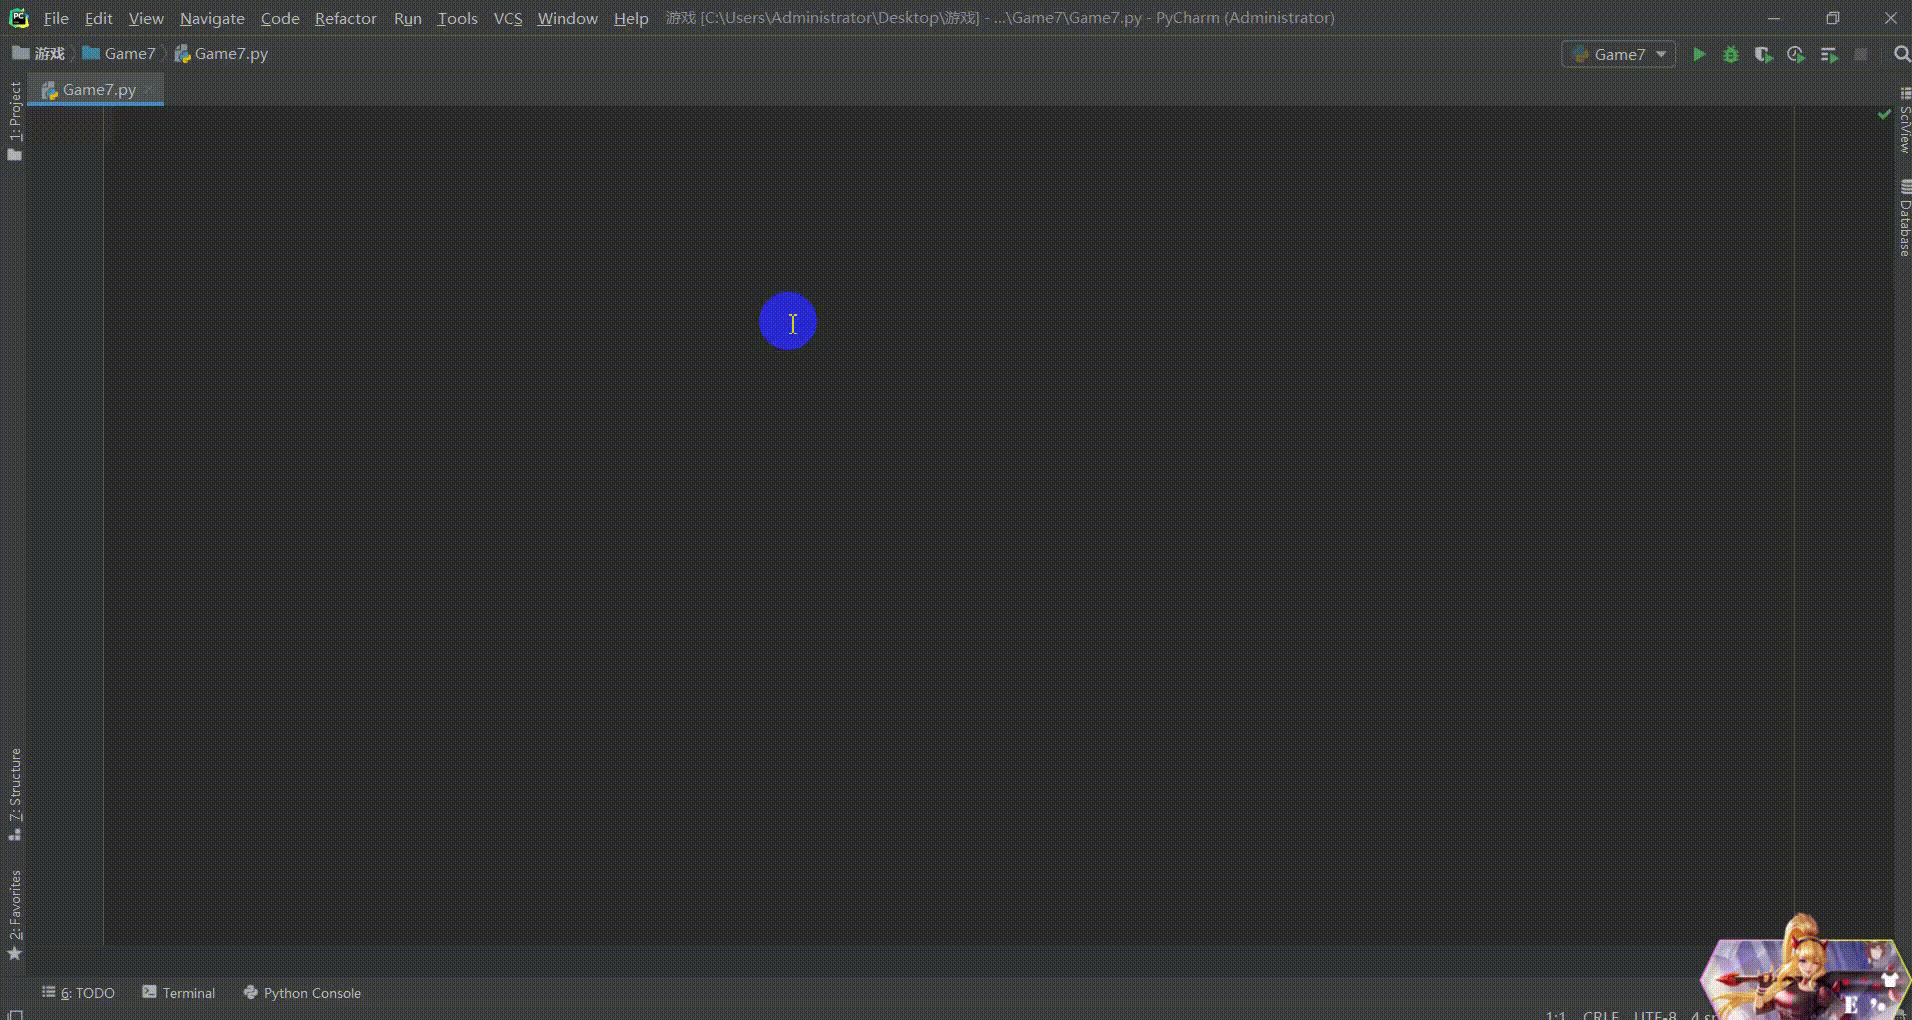 File Edit View Navigate Code Refactor Run Tools VCS Window Help 游戏 [C:\Users\Administrator\Desktop\游戏] - ...\Game7\Game7.py - PyCharm (Administrator)
游戏 Game7 Game7.py Game7
Game7.py
1: Project
SciView
Database
7: Structure
2: Favorites
6: TODO Terminal Python Console
1:1 CRLF UTF-8 4
E